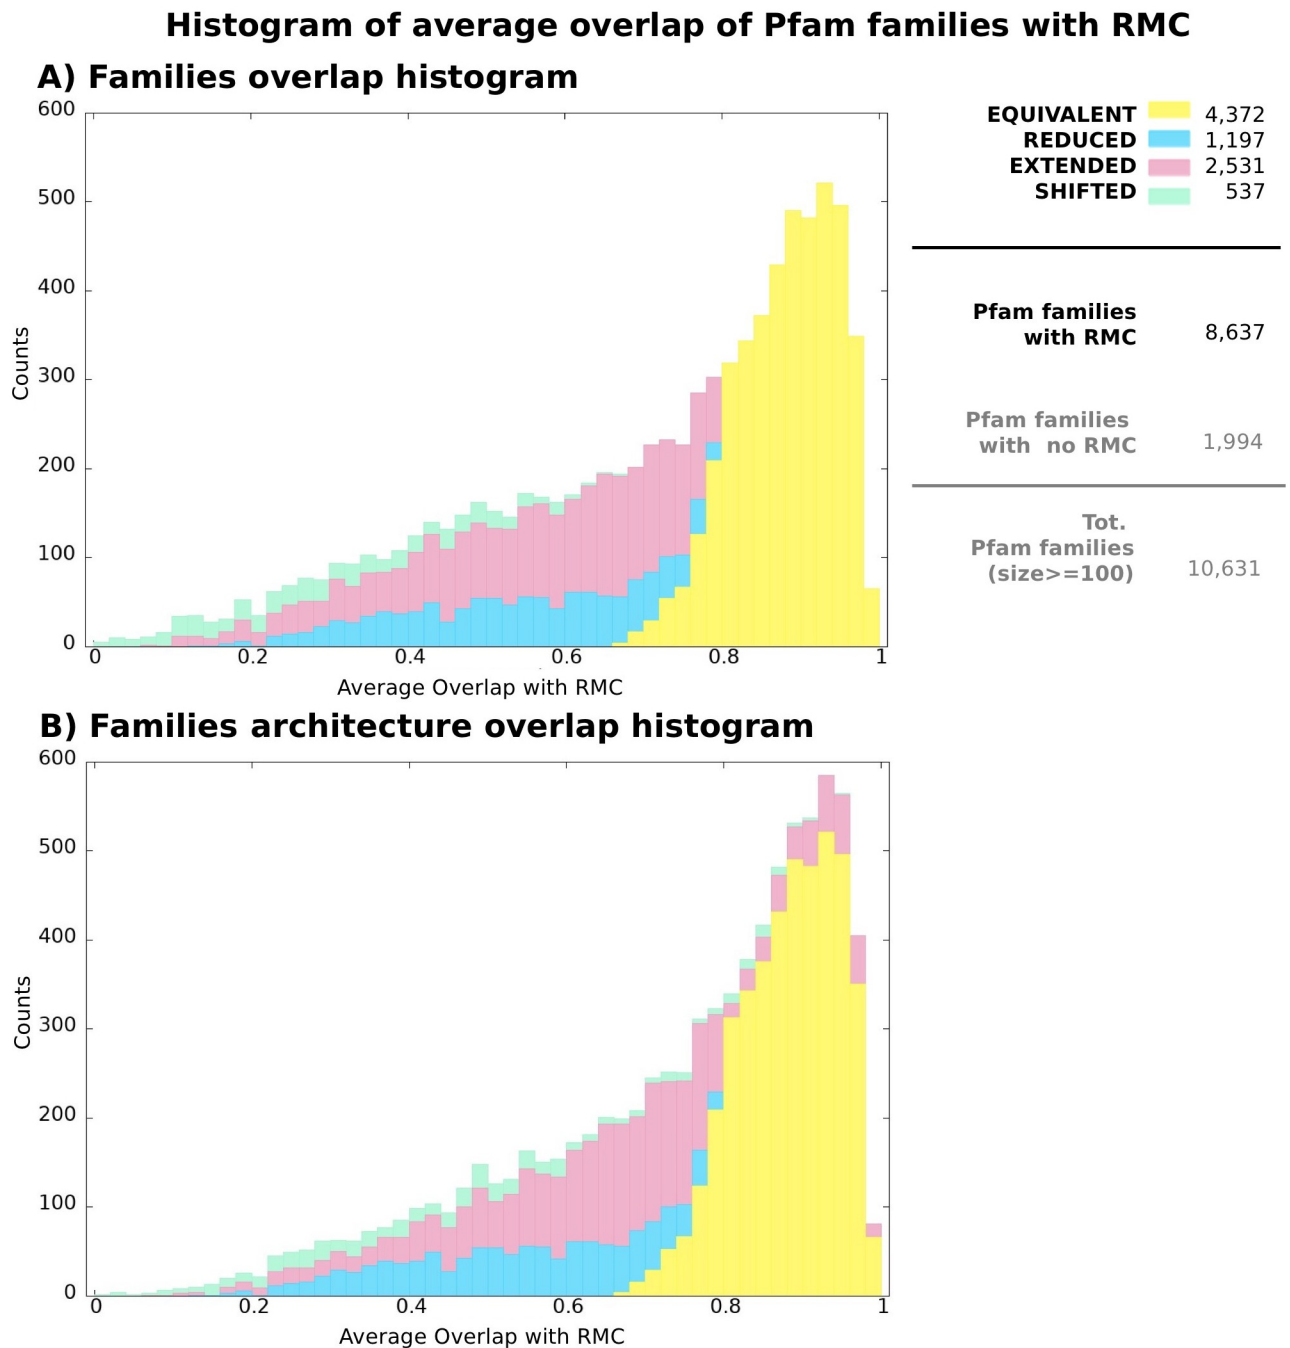 Histogram of average overlap of Pfam families with RMC
A) Families overlap histogram
600
500
400
300
200
100
0
Counts
0 0.2 0.4 0.6 0.8 1
Average Overlap with RMC
EQUIVALENT 4,372
REDUCED 1,197
EXTENDED 2,531
SHIFTED 537
Pfam families
with RMC 8,637
Pfam families
with no RMC 1,994
Tot.
Pfam families
(size>=100) 10,631
B) Families architecture overlap histogram
600
500
400
300
200
100
0
Counts
0 0.2 0.4 0.6 0.8 1
Average Overlap with RMC